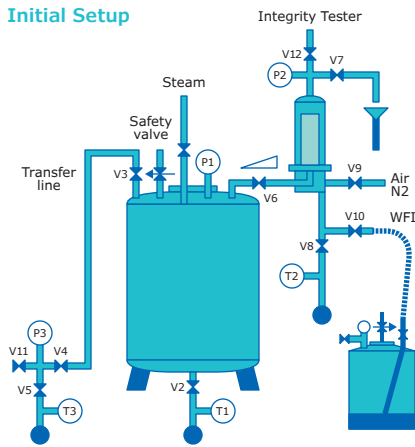 Initial Setup
Integrity Tester
V12
P2
V7
Steam
Safety
valve
P1
Transfer
line
V3
V6
V9
Air
N2
V10
WFI
V8
T2
P3
V11
V4
V5
T3
V2
T1